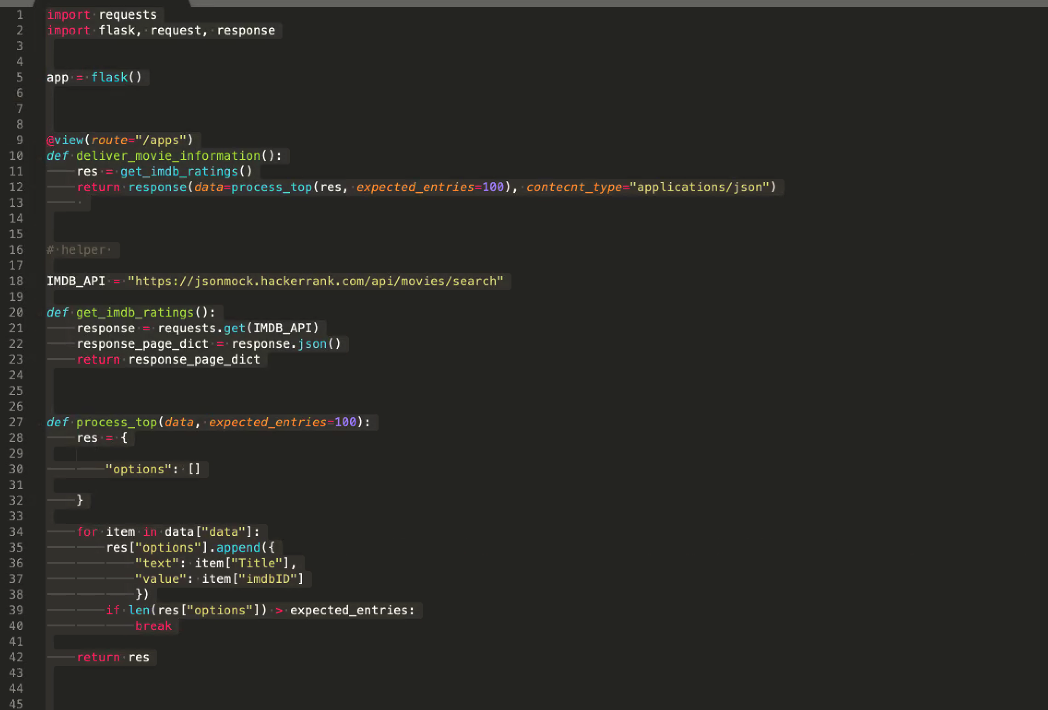 1 import requests
2 import flask, request, response
3
4
5 app = flask()
6
7
8
9 @view(route="/apps")
10 def deliver_movie_information():
11     res = get_imdb_ratings()
12     return response(data=process_top(res, expected_entries=100), contecnt_type="applications/json")
13
14
15
16 # helper
17
18 IMDB_API = "https://jsonmock.hackerrank.com/api/movies/search"
19
20 def get_imdb_ratings():
21     response = requests.get(IMDB_API)
22     response_page_dict = response.json()
23     return response_page_dict
24
25
26
27 def process_top(data, expected_entries=100):
28     res = {
29
30         "options": []
31
32     }
33
34     for item in data["data"]:
35         res["options"].append({
36             "text": item["Title"],
37             "value": item["imdbID"]
38             })
39         if len(res["options"]) > expected_entries:
40             break
41
42     return res
43
44
45